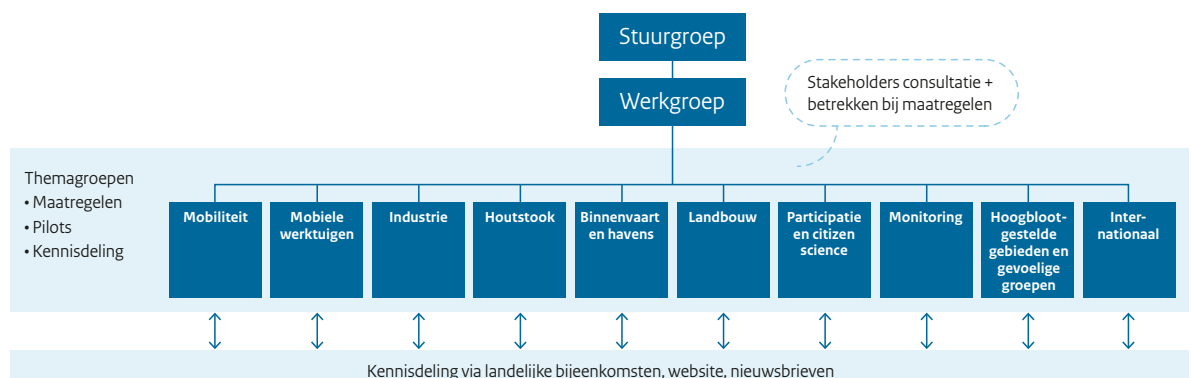 Stuurgroep
Werkgroep
Stakeholders consultatie +
betrekken bij maatregelen
Themagroepen
• Maatregelen
• Pilots
• Kennisdeling
Mobiliteit
Mobiele
werktuigen
Industrie
Houtstook
Binnenvaart
en havens
Landbouw
Participatie
en citizen
science
Monitoring
Hoogbloot-
gestelde
gebieden en
gevoelige
groepen
Inter-
nationaal
Kennisdeling via landelijke bijeenkomsten, website, nieuwsbrieven